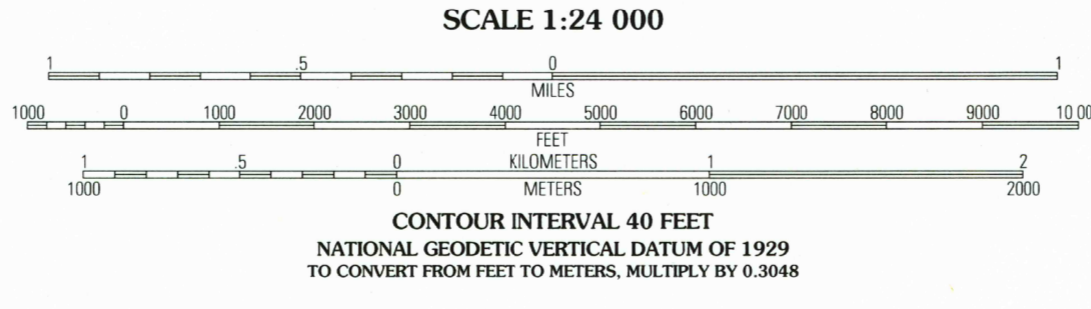 SCALE 1:24 000
1 .5 0 1
MILES
1000 0 1000 2000 3000 4000 5000 6000 7000 8000 9000 10 00
FEET
1 .5 0 KILOMETERS 1 2
1000 0 METERS 1000 2000
CONTOUR INTERVAL 40 FEET
NATIONAL GEODETIC VERTICAL DATUM OF 1929
TO CONVERT FROM FEET TO METERS, MULTIPLY BY 0.3048